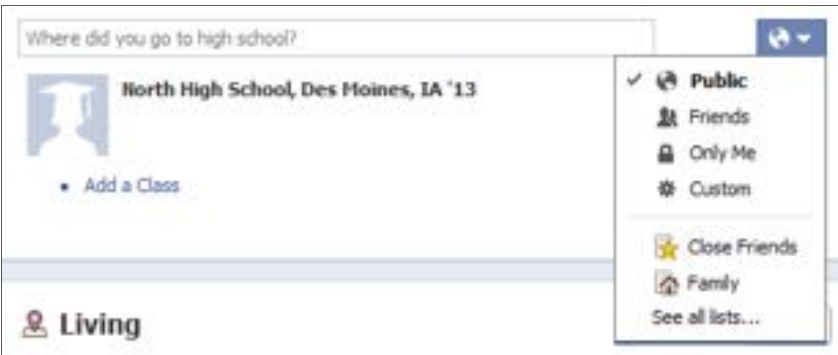 Where did you go to high school?
North High School, Des Moines, IA '13
Add a Class
Public
Friends
Only Me
Custom
Close Friends
Family
See all lists...
Living